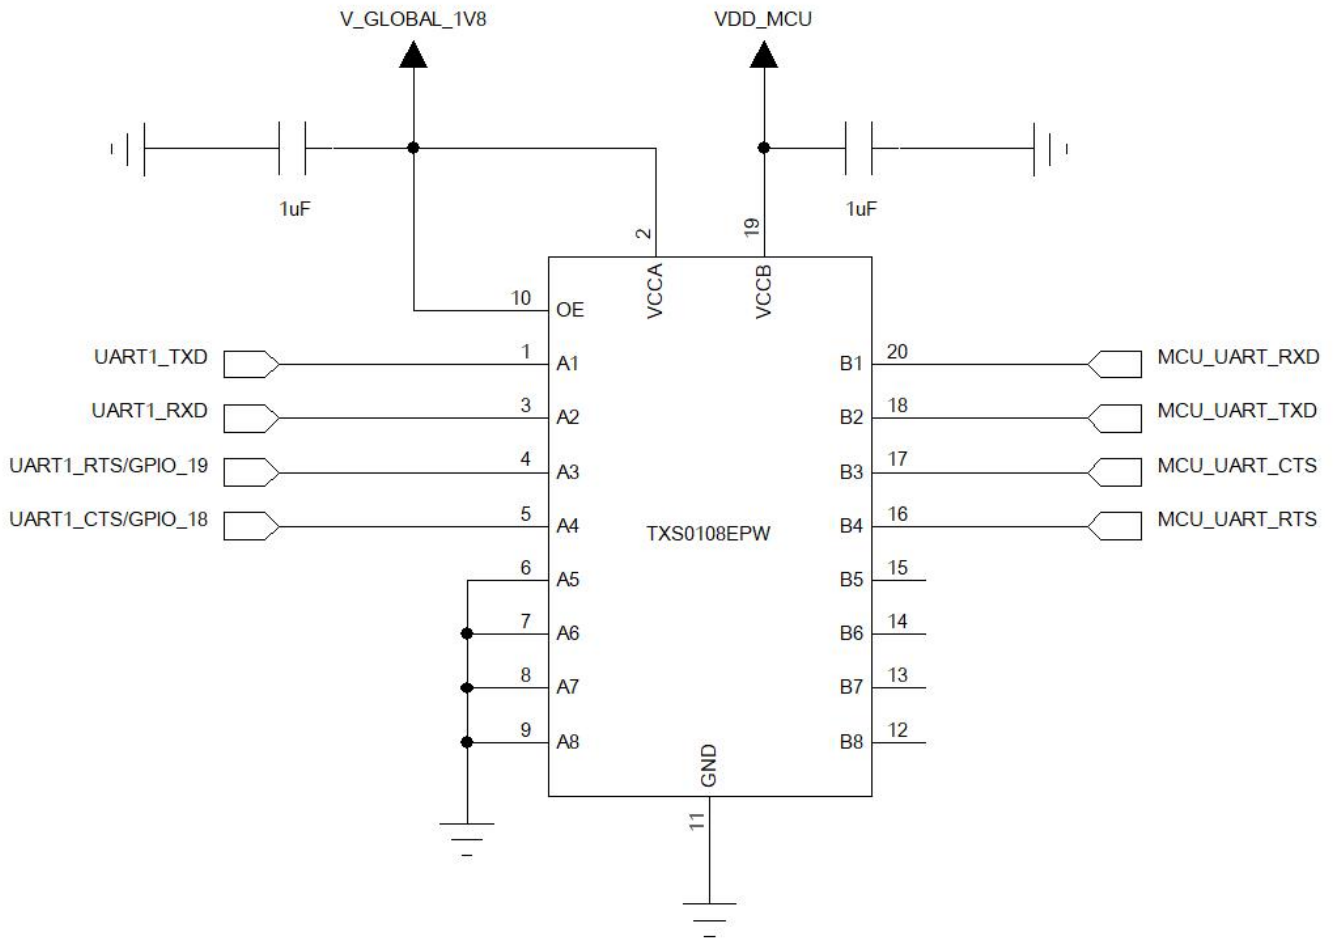 V_GLOBAL_1V8 VDD_MCU
1uF 1uF
2 19
VCCA VCCB
10 OE
UART1_TXD 1 A1 B1 20 MCU_UART_RXD
UART1_RXD 3 A2 B2 18 MCU_UART_TXD
UART1_RTS/GPIO_19 4 A3 B3 17 MCU_UART_CTS
UART1_CTS/GPIO_18 5 A4 B4 16 MCU_UART_RTS
TXS0108EPW
6 A5 B5 15
7 A6 B6 14
8 A7 B7 13
9 A8 B8 12
GND
11